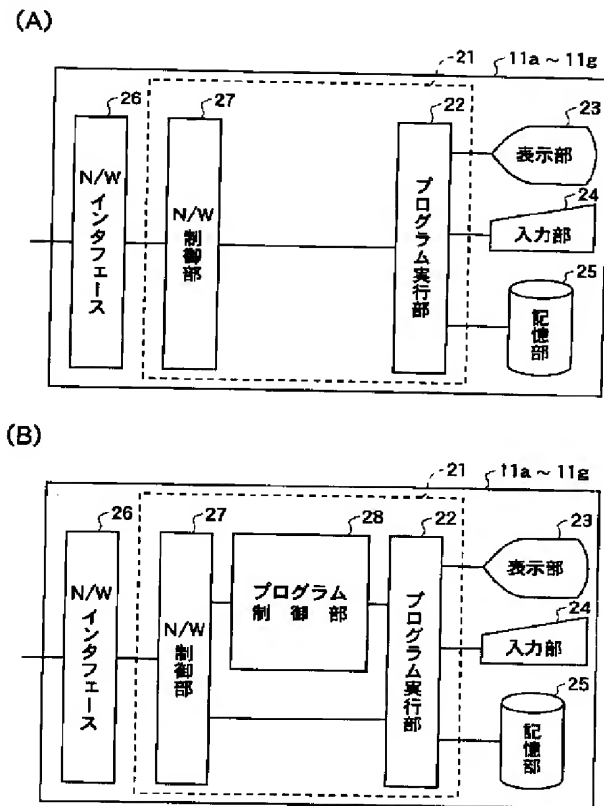 (A)
21
11a～11g
26
27
22
23
N/W
インタフェース
N/W
制御部
プログラム実行部
表示部
24
入力部
25
記憶部
(B)
21
11a～11g
26
27
28
22
23
N/W
インタフェース
N/W
制御部
プログラム
制御部
プログラム実行部
表示部
24
入力部
25
記憶部